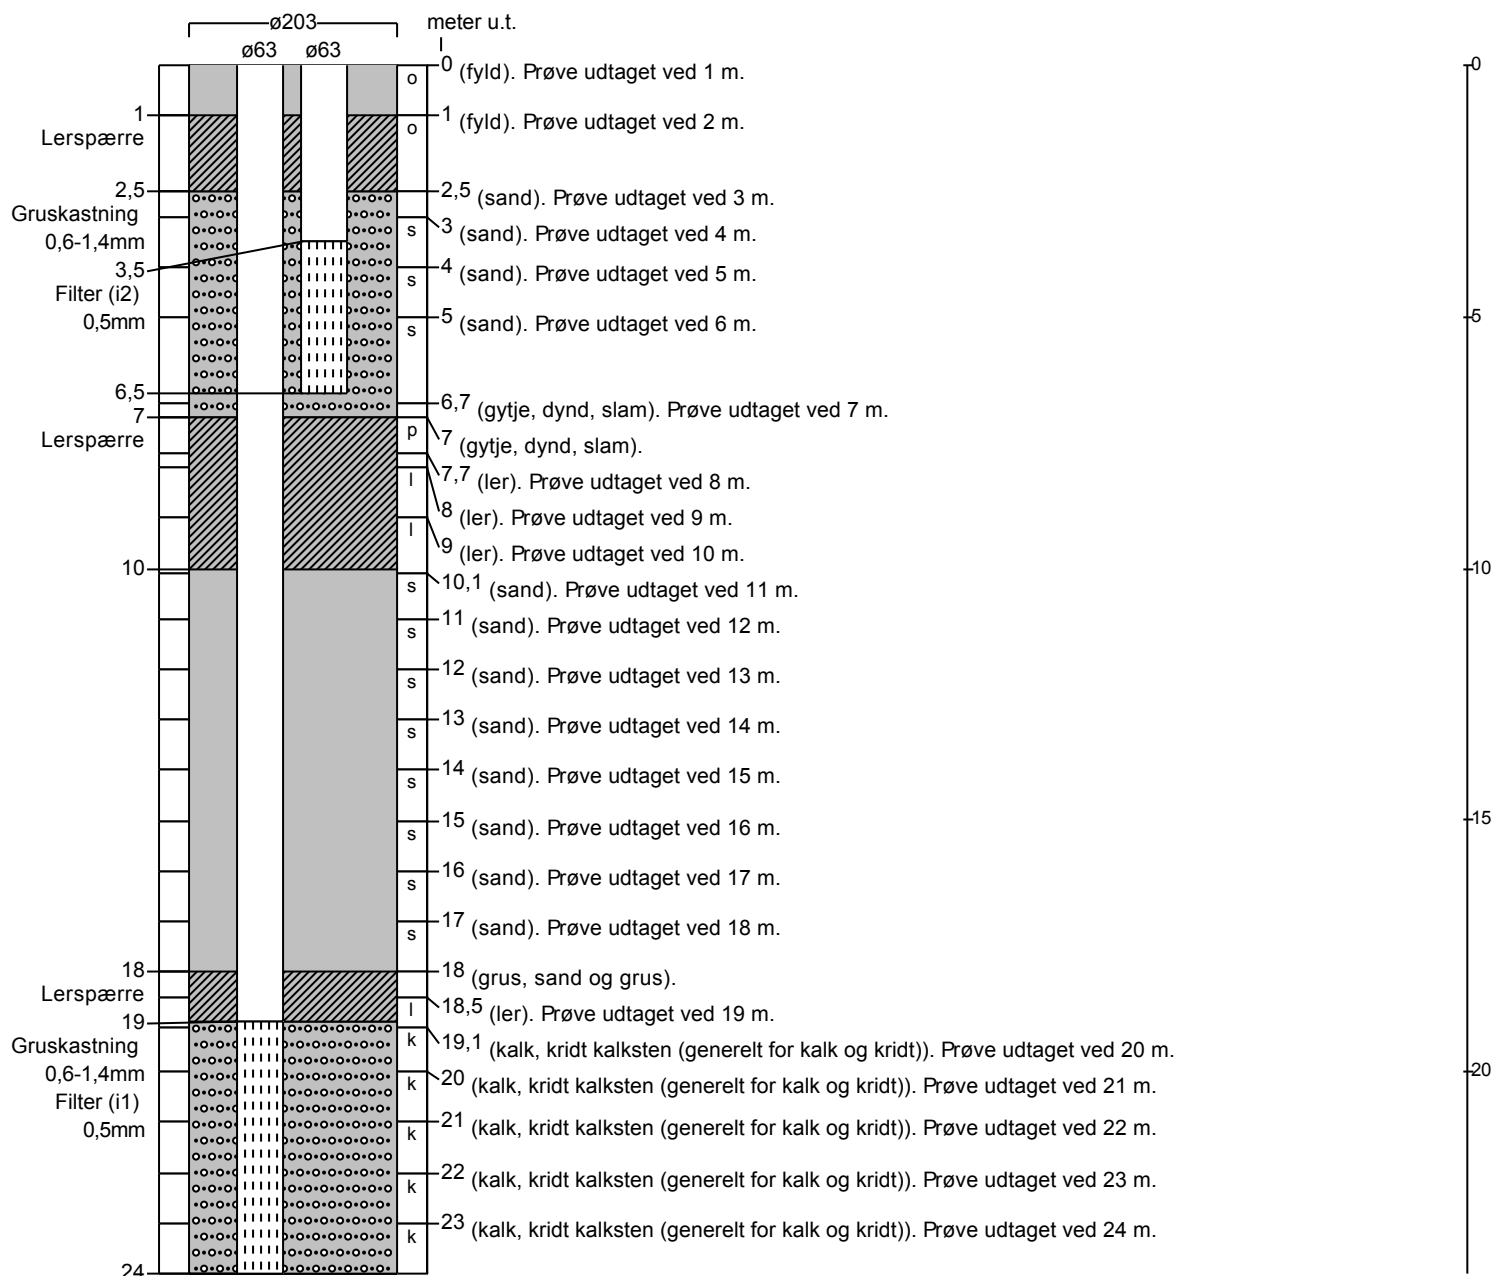 ø203 meter u.t.
ø63 ø63
0 (fyld). Prøve udtaget ved 1 m. 0
o
1 1 (fyld). Prøve udtaget ved 2 m.
Lerspærre o
2,5 2,5 (sand). Prøve udtaget ved 3 m.
Gruskastning
0,6-1,4mm s 3 (sand). Prøve udtaget ved 4 m.
3,5 4 (sand). Prøve udtaget ved 5 m.
Filter (i2) s
0,5mm s 5 (sand). Prøve udtaget ved 6 m. 5
6,5 6,7 (gytje, dynd, slam). Prøve udtaget ved 7 m.
7
Lerspærre p 7 (gytje, dynd, slam).
l 7,7 (ler). Prøve udtaget ved 8 m.
8 (ler). Prøve udtaget ved 9 m.
l 9 (ler). Prøve udtaget ved 10 m.
10 10
s 10,1 (sand). Prøve udtaget ved 11 m.
s 11 (sand). Prøve udtaget ved 12 m.
s 12 (sand). Prøve udtaget ved 13 m.
s 13 (sand). Prøve udtaget ved 14 m.
s 14 (sand). Prøve udtaget ved 15 m.
s 15 (sand). Prøve udtaget ved 16 m. 15
s 16 (sand). Prøve udtaget ved 17 m.
s 17 (sand). Prøve udtaget ved 18 m.
18 18 (grus, sand og grus).
Lerspærre l 18,5 (ler). Prøve udtaget ved 19 m.
19
Gruskastning k 19,1 (kalk, kridt kalksten (generelt for kalk og kridt)). Prøve udtaget ved 20 m.
0,6-1,4mm k 20 (kalk, kridt kalksten (generelt for kalk og kridt)). Prøve udtaget ved 21 m. 20
Filter (i1)
0,5mm k 21 (kalk, kridt kalksten (generelt for kalk og kridt)). Prøve udtaget ved 22 m.
k 22 (kalk, kridt kalksten (generelt for kalk og kridt)). Prøve udtaget ved 23 m.
k 23 (kalk, kridt kalksten (generelt for kalk og kridt)). Prøve udtaget ved 24 m.
24